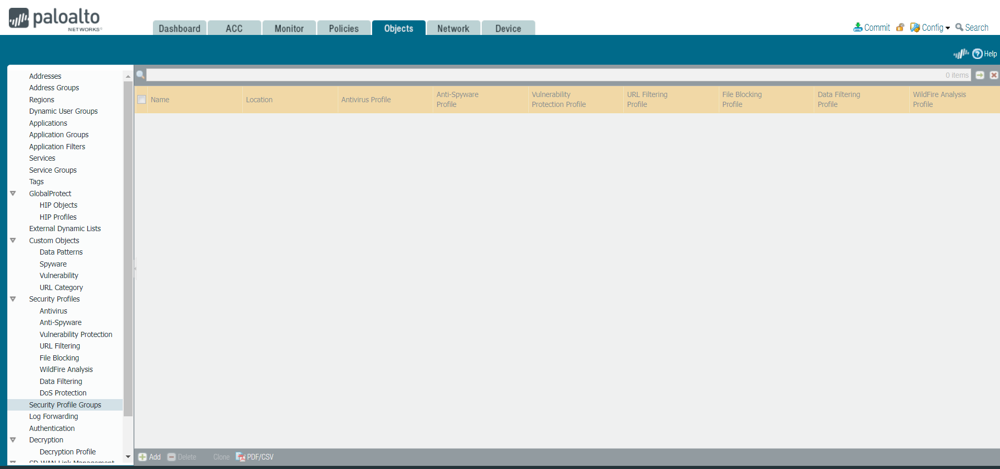 paloalto
NETWORKS
Dashboard ACC Monitor Policies Objects Network Device
Commit Config Search
Help
Addresses
Address Groups
Regions
Dynamic User Groups
Applications
Application Groups
Application Filters
Services
Service Groups
Tags
GlobalProtect
HIP Objects
HIP Profiles
External Dynamic Lists
Custom Objects
Data Patterns
Spyware
Vulnerability
URL Category
Security Profiles
Antivirus
Anti-Spyware
Vulnerability Protection
URL Filtering
File Blocking
WildFire Analysis
Data Filtering
DoS Protection
Security Profile Groups
Log Forwarding
Authentication
Decryption
Decryption Profile
SD-WAN Link Management
0 items
Name
Location
Antivirus Profile
Anti-Spyware
Profile
Vulnerability
Protection Profile
URL Filtering
Profile
File Blocking
Profile
Data Filtering
Profile
WildFire Analysis
Profile
Add Delete Clone PDF/CSV